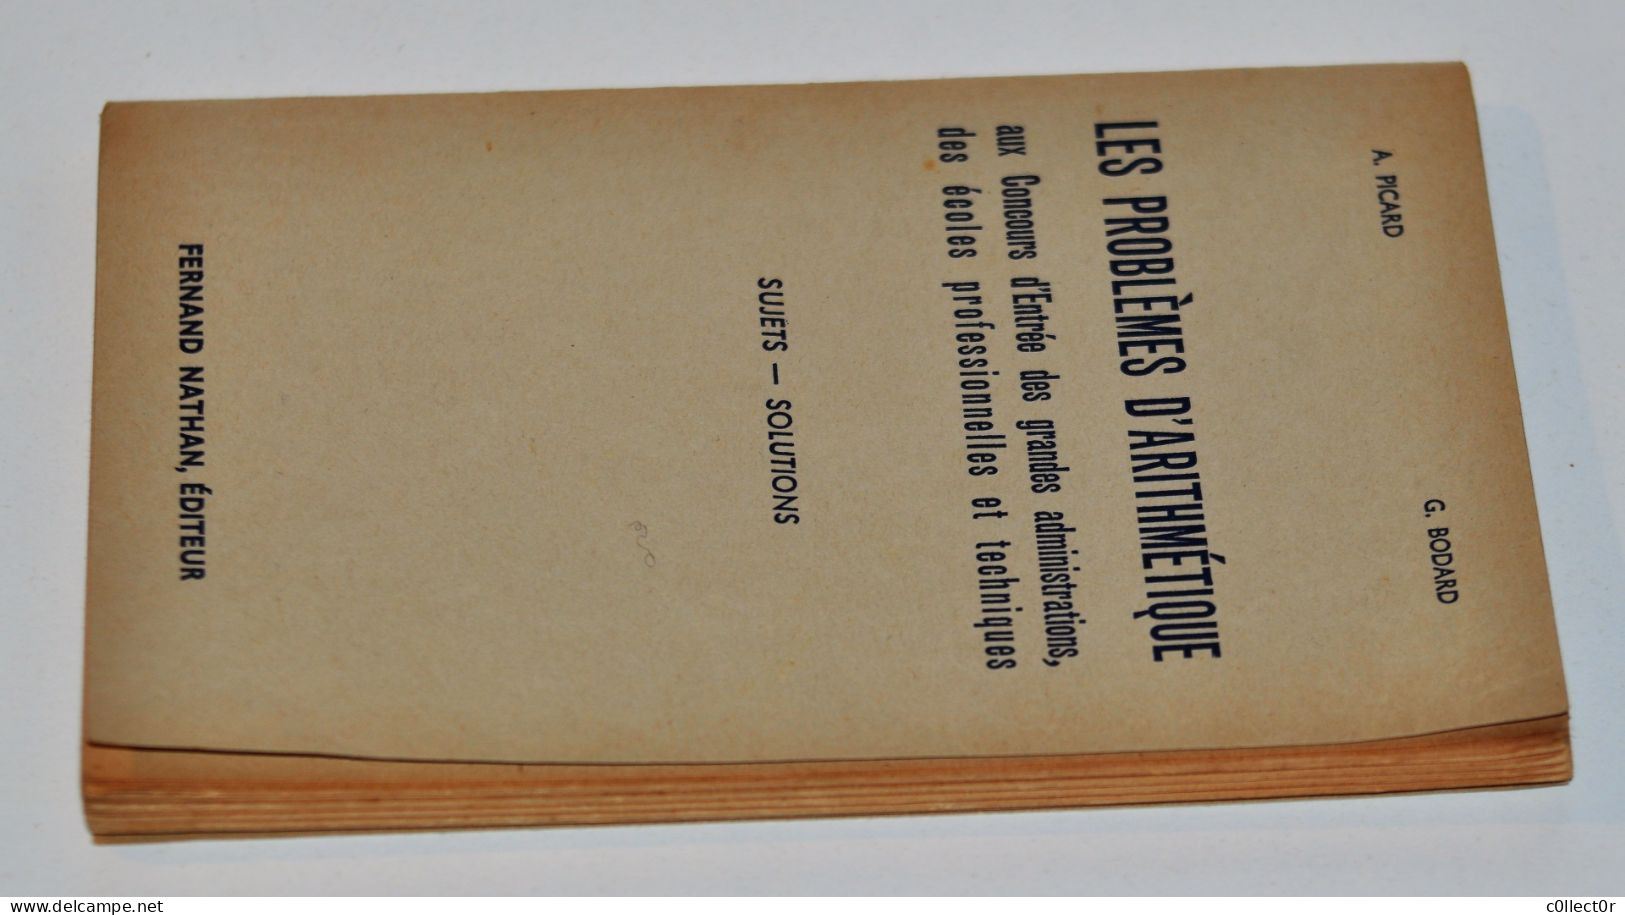 A. PICARD
G. BODARD
LES PROBLÈMES D'ARITHMÉTIQUE
aux Concours d'Entrée des grandes administrations,
des écoles professionnelles et techniques
SUJETS — SOLUTIONS
FERNAND NATHAN, ÉDITEUR
www.delcampe.com
c0llect0r